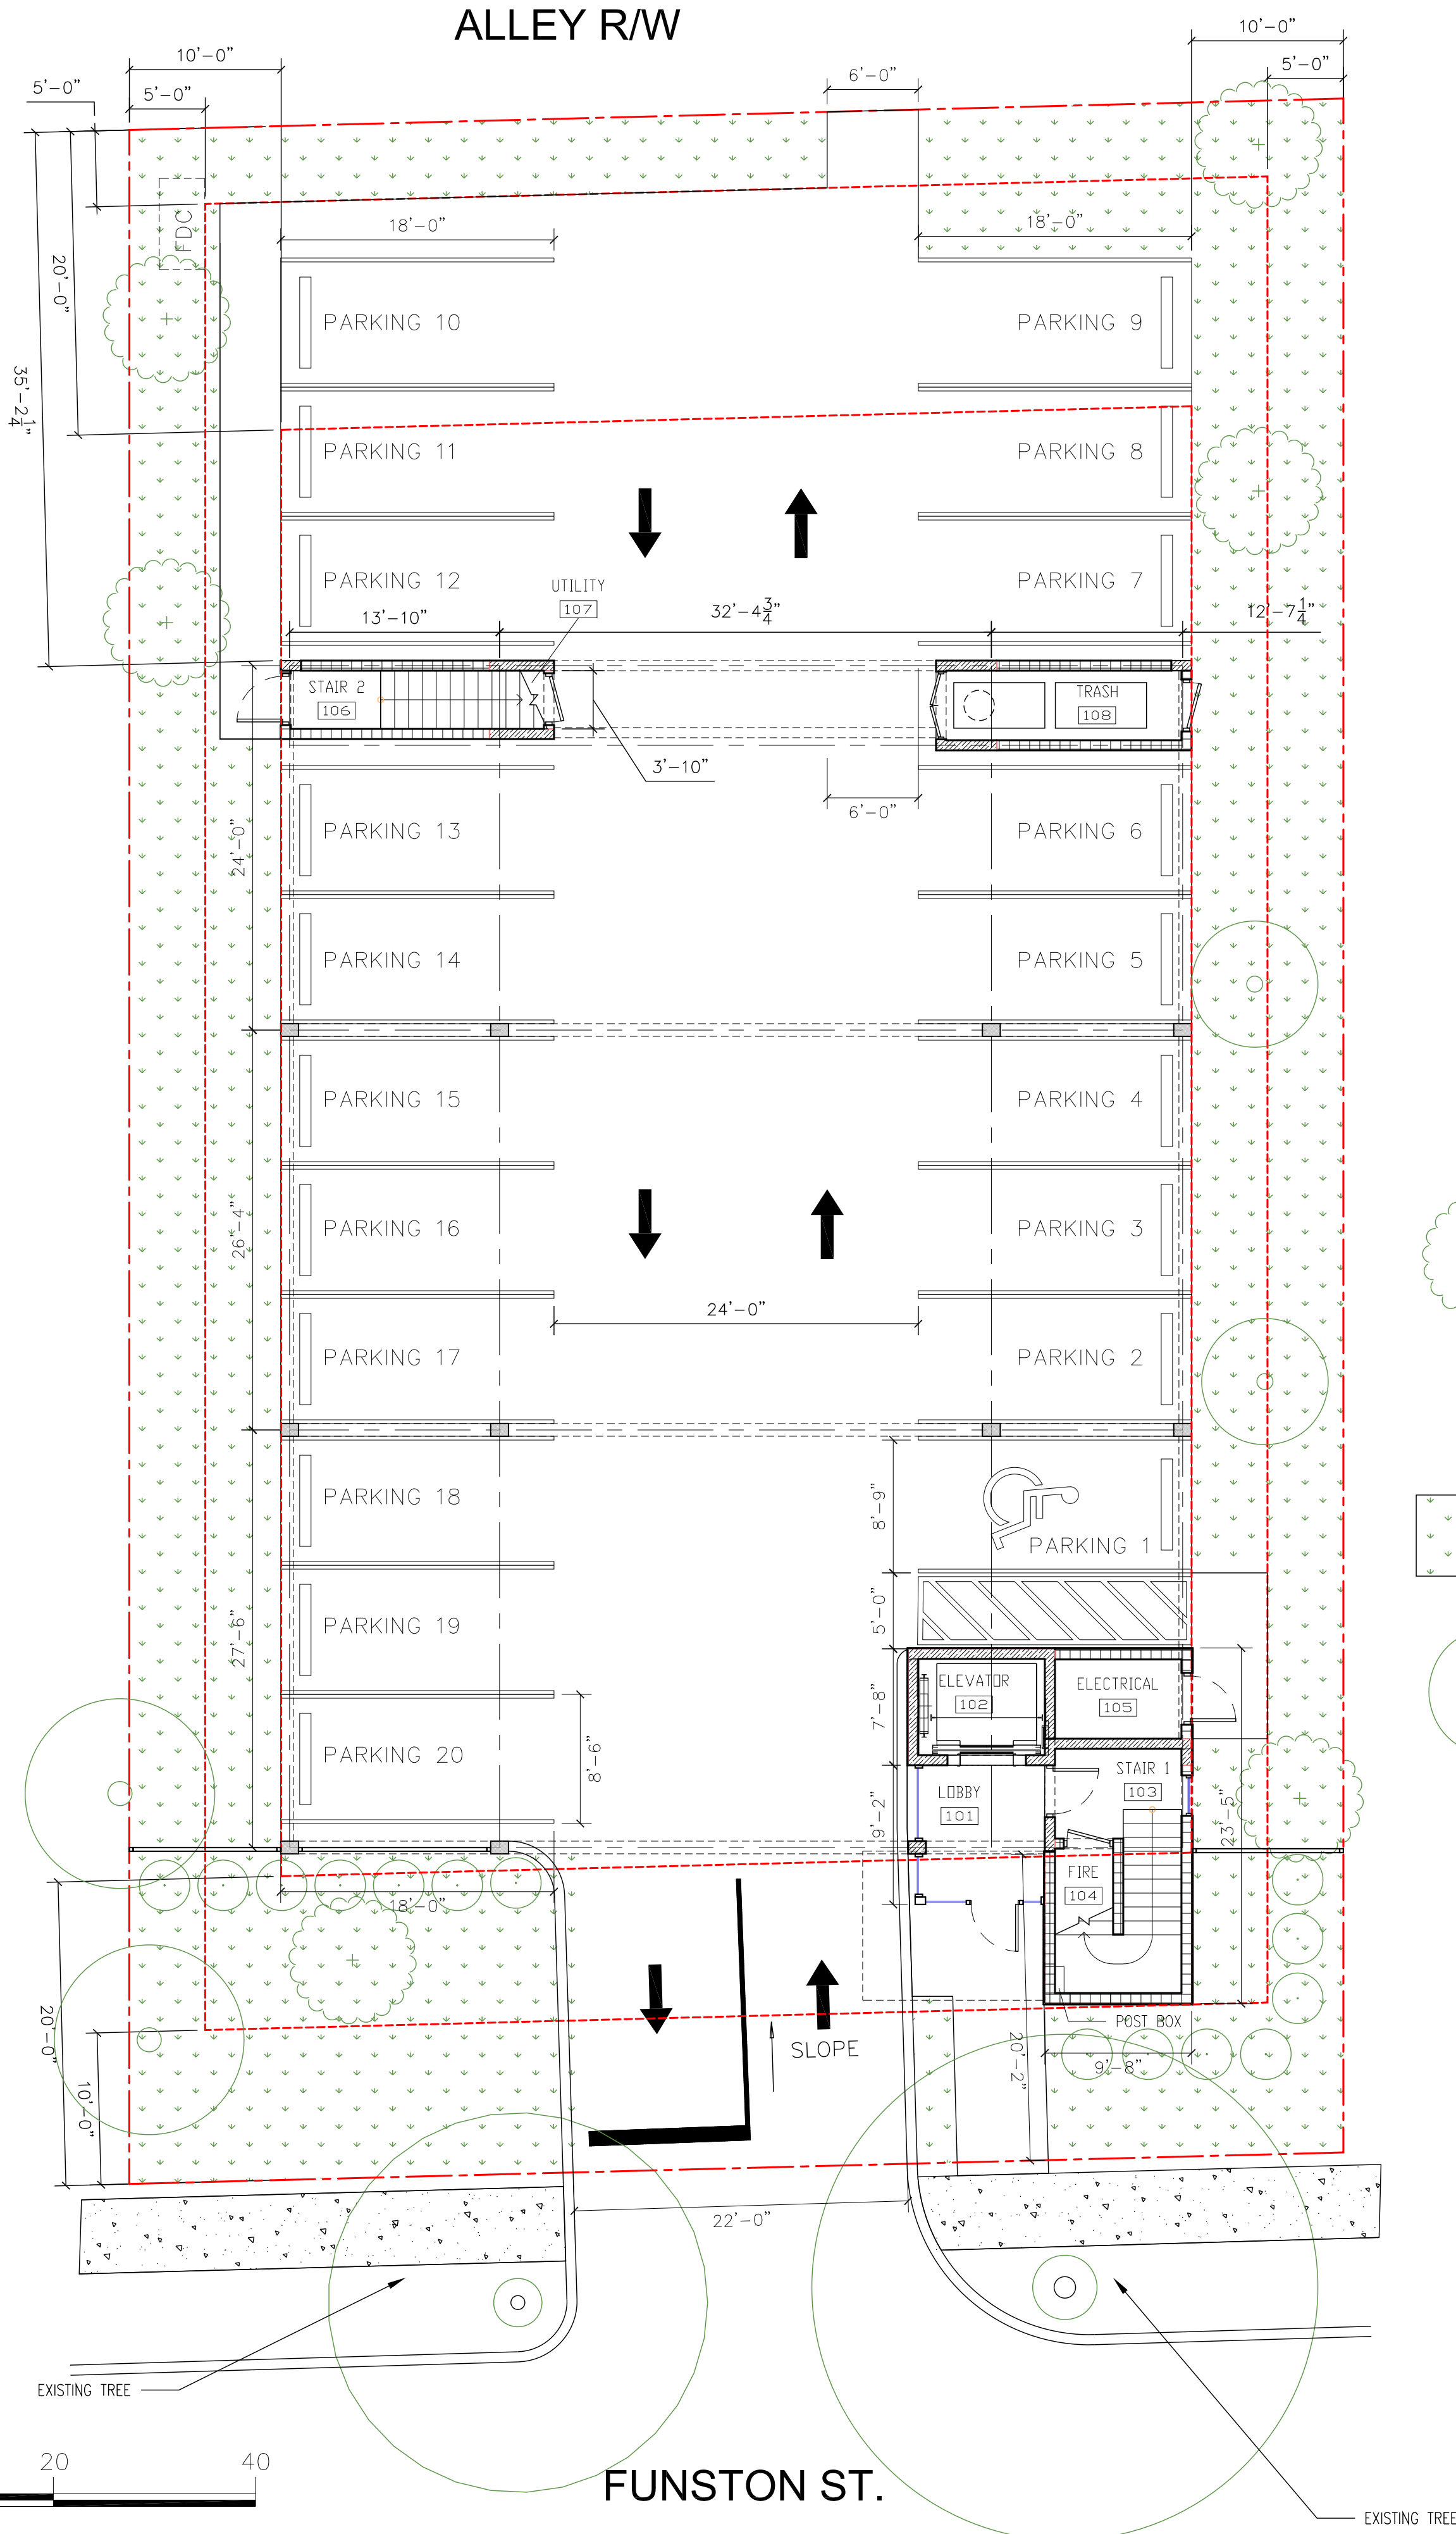 ALLEY R/W
10'-0"
10'-0"
5'-0"
5'-0"
6'-0"
5'-0"
FDC
18'-0"
18'-0"
20'-0"
35'-2 1/4"
PARKING 10
PARKING 9
PARKING 11
PARKING 8
PARKING 12
PARKING 7
UTILITY
107
13'-10"
32'-4 3/4"
12'-7 1/4"
STAIR 2
106
TRASH
108
3'-10"
6'-0"
24'-0"
PARKING 13
PARKING 6
PARKING 14
PARKING 5
PARKING 15
PARKING 4
26'-4"
PARKING 16
PARKING 3
24'-0"
PARKING 17
PARKING 2
PARKING 18
8'-9"
PARKING 1
27'-6"
PARKING 19
5'-0"
ELEVATOR
102
ELECTRICAL
105
7'-8"
PARKING 20
8'-6"
STAIR 1
103
LOBBY
101
9'-2"
23'-5"
FIRE
104
18'-0"
20'-0"
10'-0"
SLOPE
POST BOX
20'-2"
9'-8"
22'-0"
EXISTING TREE
20
40
FUNSTON ST.
EXISTING TREE